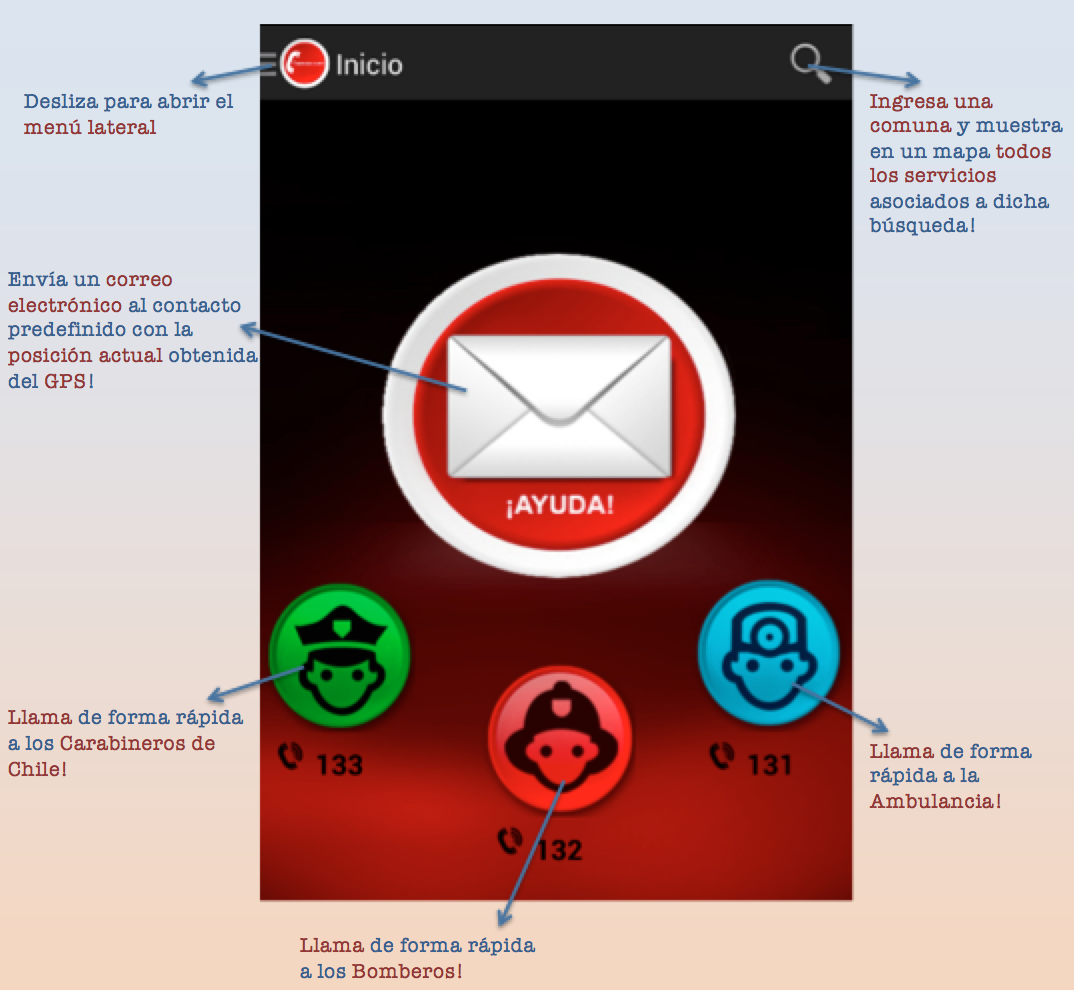 Inicio
Desliza para abrir el
menú lateral
Ingresa una
comuna y muestra
en un mapa todos
los servicios
asociados a dicha
búsqueda!
Envía un correo
electrónico al contacto
predefinido con la
posición actual obtenida
del GPS!
¡AYUDA!
Llama de forma rápida
a los Carabineros de
Chile!
133
132
131
Llama de forma
rápida a la
Ambulancia!
Llama de forma rápida
a los Bomberos!